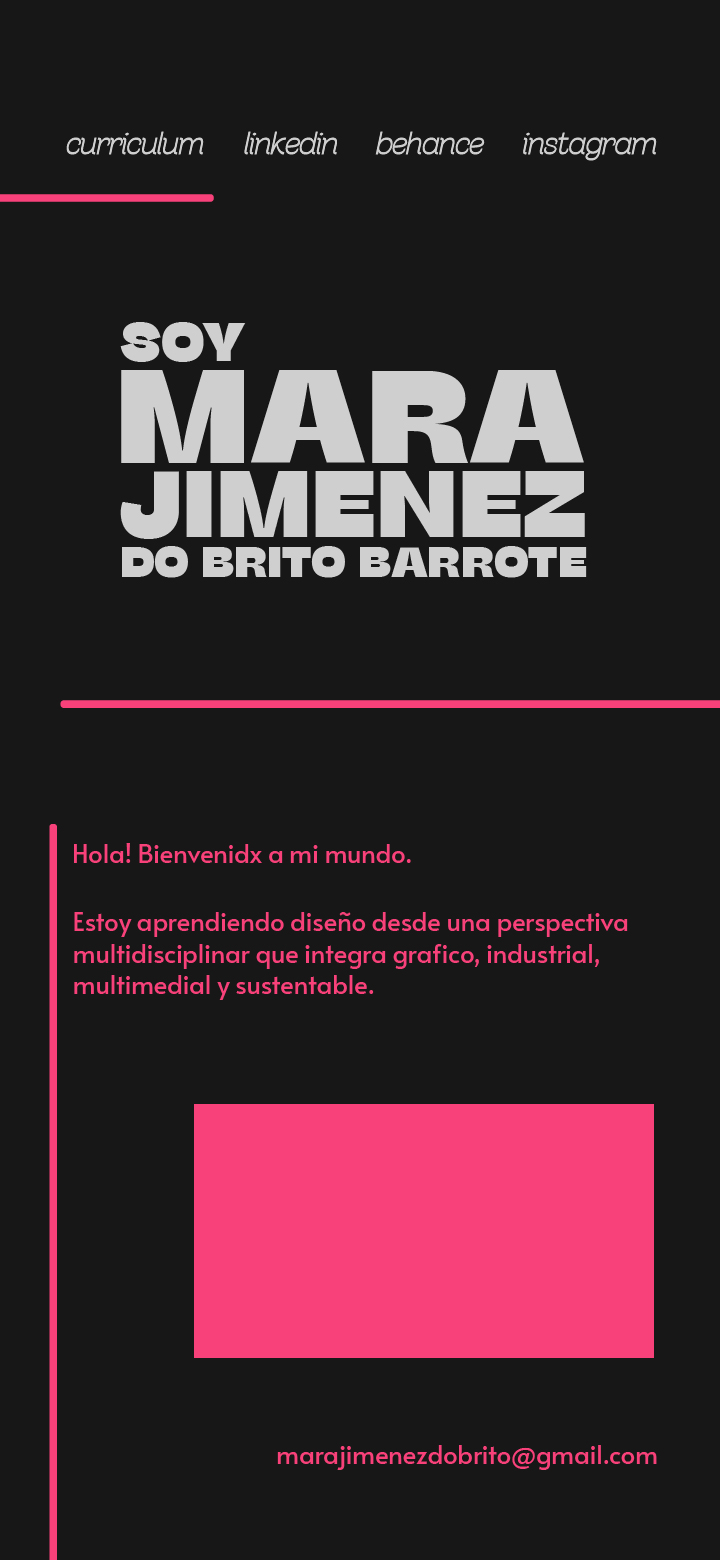 curriculum linkedin behance instagram
SOY
MARA
JIMENEZ
DO BRITO BARROTE
Hola! Bienvenidx a mi mundo.
Estoy aprendiendo diseño desde una perspectiva
multidisciplinar que integra grafico, industrial,
multimedial y sustentable.
marajimenezdobrito@gmail.com